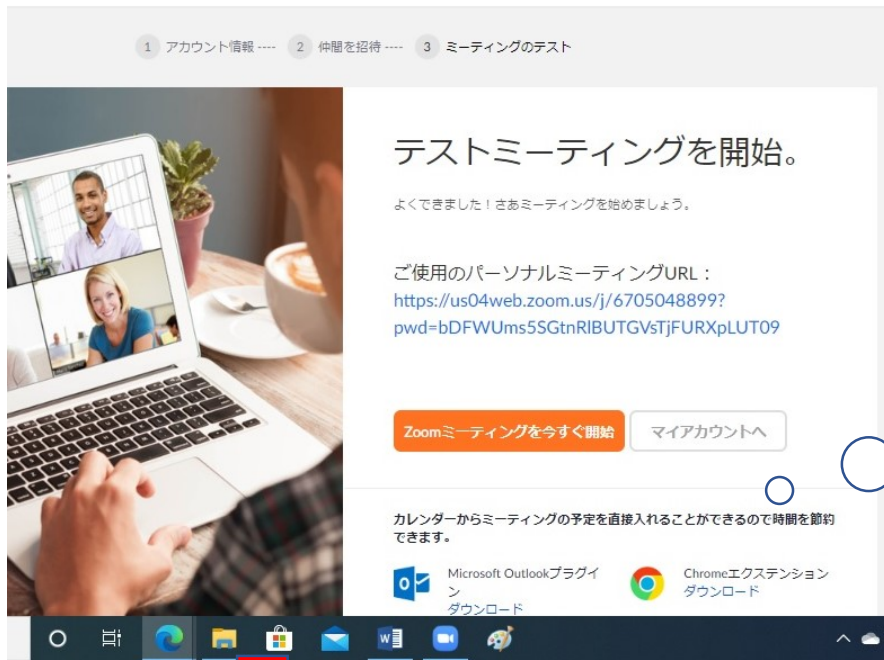 1 アカウント情報 ---- 2 仲間を招待 ---- 3 ミーティングのテスト
テストミーティングを開始。
よくできました！さあミーティングを始めましょう。
ご使用のパーソナルミーティングURL：
https://us04web.zoom.us/j/6705048899?
pwd=bDFWUms5SGtnRlBUTGVsTjFURXpLUT09
Zoomミーティングを今すぐ開始 マイアカウントへ
カレンダーからミーティングの予定を直接入れることができるので時間を節約
できます。
Microsoft Outlookプラグイ
ン
ダウンロード
Chromeエクステンション
ダウンロード